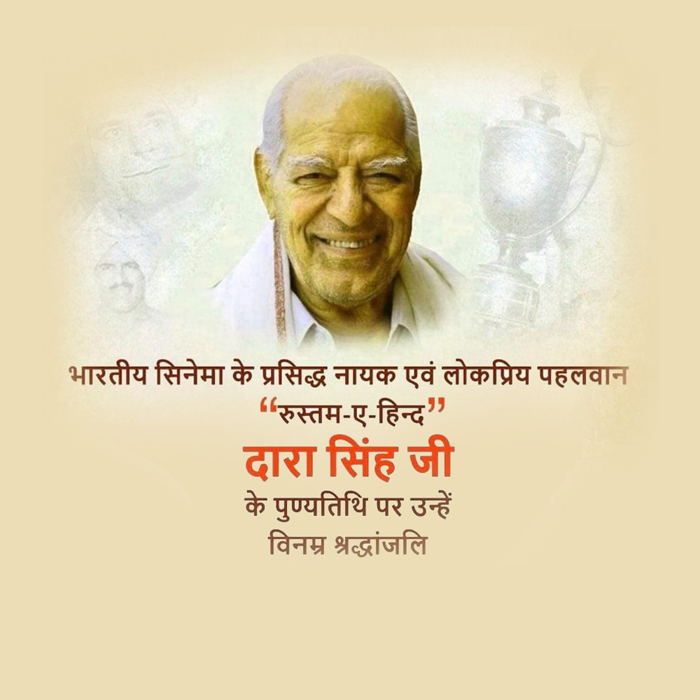 भारतीय सिनेमा के प्रसिद्ध नायक एवं लोकप्रिय पहलवान
“रुस्तम-ए-हिन्द”
दारा सिंह जी
के पुण्यतिथि पर उन्हें
विनम्र श्रद्धांजलि